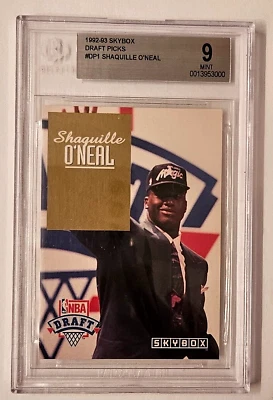 1992-93 SKYBOX
DRAFT PICKS
#DP1 SHAQUILLE O'NEAL
9
MINT
0013953000
Shaquille
O'NEAL
Magic
NBA
DRAFT
SKYBOX